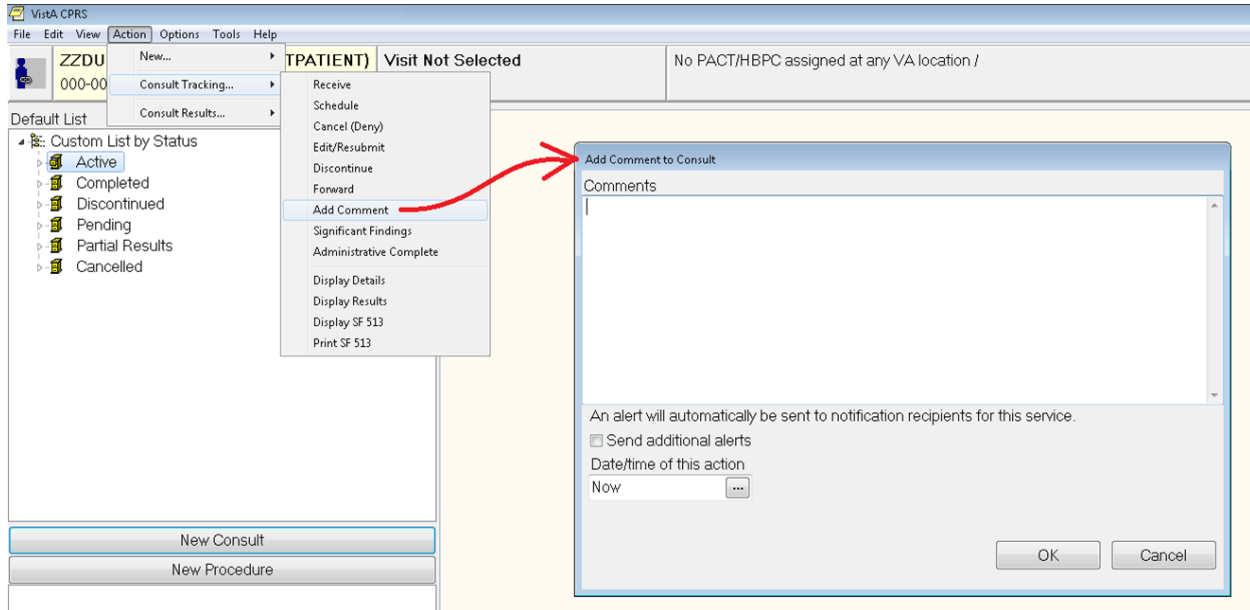 VistA CPRS
File Edit View Action Options Tools Help
ZZDU
000-00
TPATIENT)
Visit Not Selected
No PACT/HBPC assigned at any VA location /
New...
Consult Tracking...
Consult Results...
Receive
Schedule
Cancel (Deny)
Edit/Resubmit
Discontinue
Forward
Add Comment
Significant Findings
Administrative Complete
Display Details
Display Results
Display SF 513
Print SF 513
Default List
Custom List by Status
Active
Completed
Discontinued
Pending
Partial Results
Cancelled
New Consult
New Procedure
Add Comment to Consult
Comments
An alert will automatically be sent to notification recipients for this service.
Send additional alerts
Date/time of this action
Now
...
OK Cancel